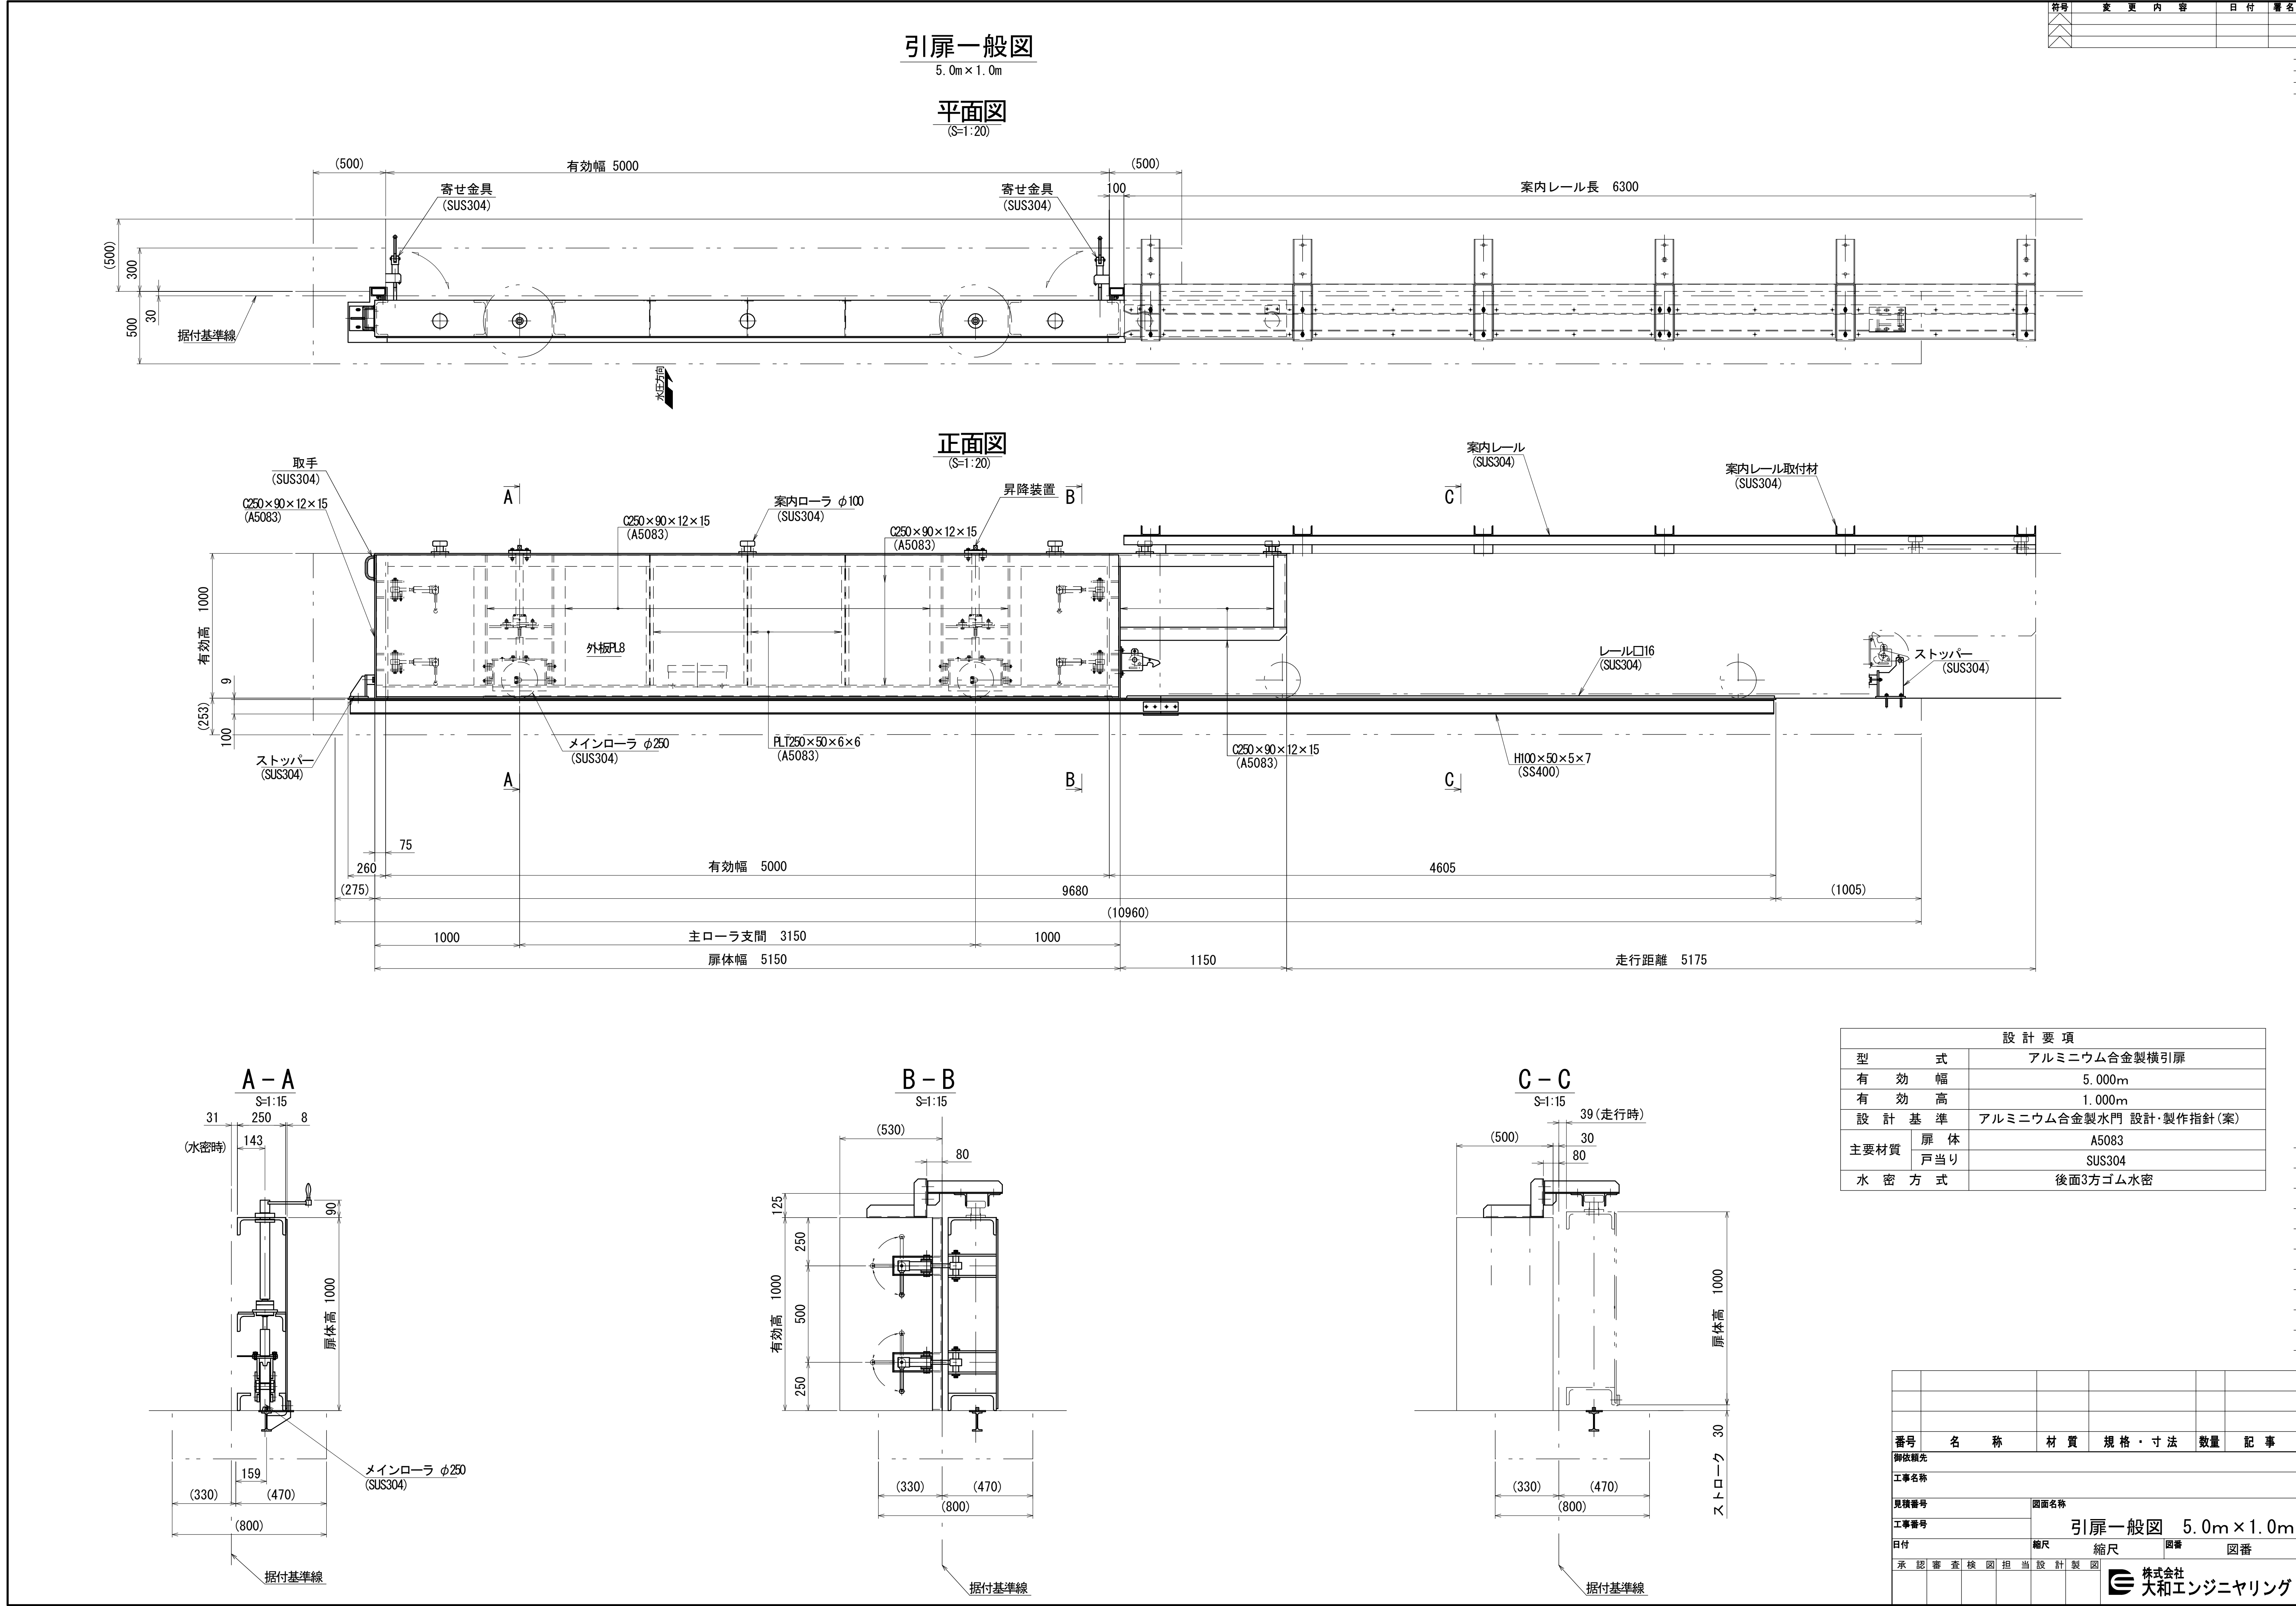 符号 変更内容 日付 署名
引扉一般図
5.0m×1.0m
平面図
(S=1:20)
(500) 有効幅 5000 (500)
100 案内レール長 6300
寄せ金具
(SUS304)
寄せ金具
(SUS304)
(500)
300
30
500
据付基準線
水圧方向
正面図
(S=1:20)
取手
(SUS304)
C250×90×12×15
(A5083)
A
C250×90×12×15
(A5083)
案内ローラ φ100
(SUS304)
C250×90×12×15
(A5083)
昇降装置
B
案内レール
(SUS304)
C
案内レール取付材
(SUS304)
有効高 1000
9
(253)
100
外板PL8
レール□16
(SUS304)
ストッパー
(SUS304)
ストッパー
(SUS304)
メインローラ φ250
(SUS304)
PLT250×50×6×6
(A5083)
C250×90×12×15
(A5083)
H100×50×5×7
(SS400)
A
B
C
75
260 有効幅 5000 4605
(275) 9680 (1005)
(10960)
1000 主ローラ支間 3150 1000
扉体幅 5150 1150 走行距離 5175
設計要項
型式 アルミニウム合金製横引扉
有効幅 5.000m
有効高 1.000m
設計基準 アルミニウム合金製水門 設計・製作指針(案)
主要材質 扉体 A5083
戸当り SUS304
水密方式 後面3方ゴム水密
A-A
S=1:15
31 250 8
(水密時) 143
90
扉体高 1000
メインローラ φ250
(SUS304)
159
(330) (470)
(800)
据付基準線
B-B
S=1:15
(530)
80
125
250
有効高 1000
500
250
(330) (470)
(800)
据付基準線
C-C
S=1:15
39(走行時)
(500) 30
80
扉体高 1000
ストローク 30
(330) (470)
(800)
据付基準線
番号 名称 材質 規格・寸法 数量 記事
御依頼先
工事名称
見積番号 図面名称
工事番号 引扉一般図 5.0m×1.0m
日付 縮尺 縮尺 図番 図番
承認 審査 検図 担当 設計 製図
株式会社
大和エンジニヤリング